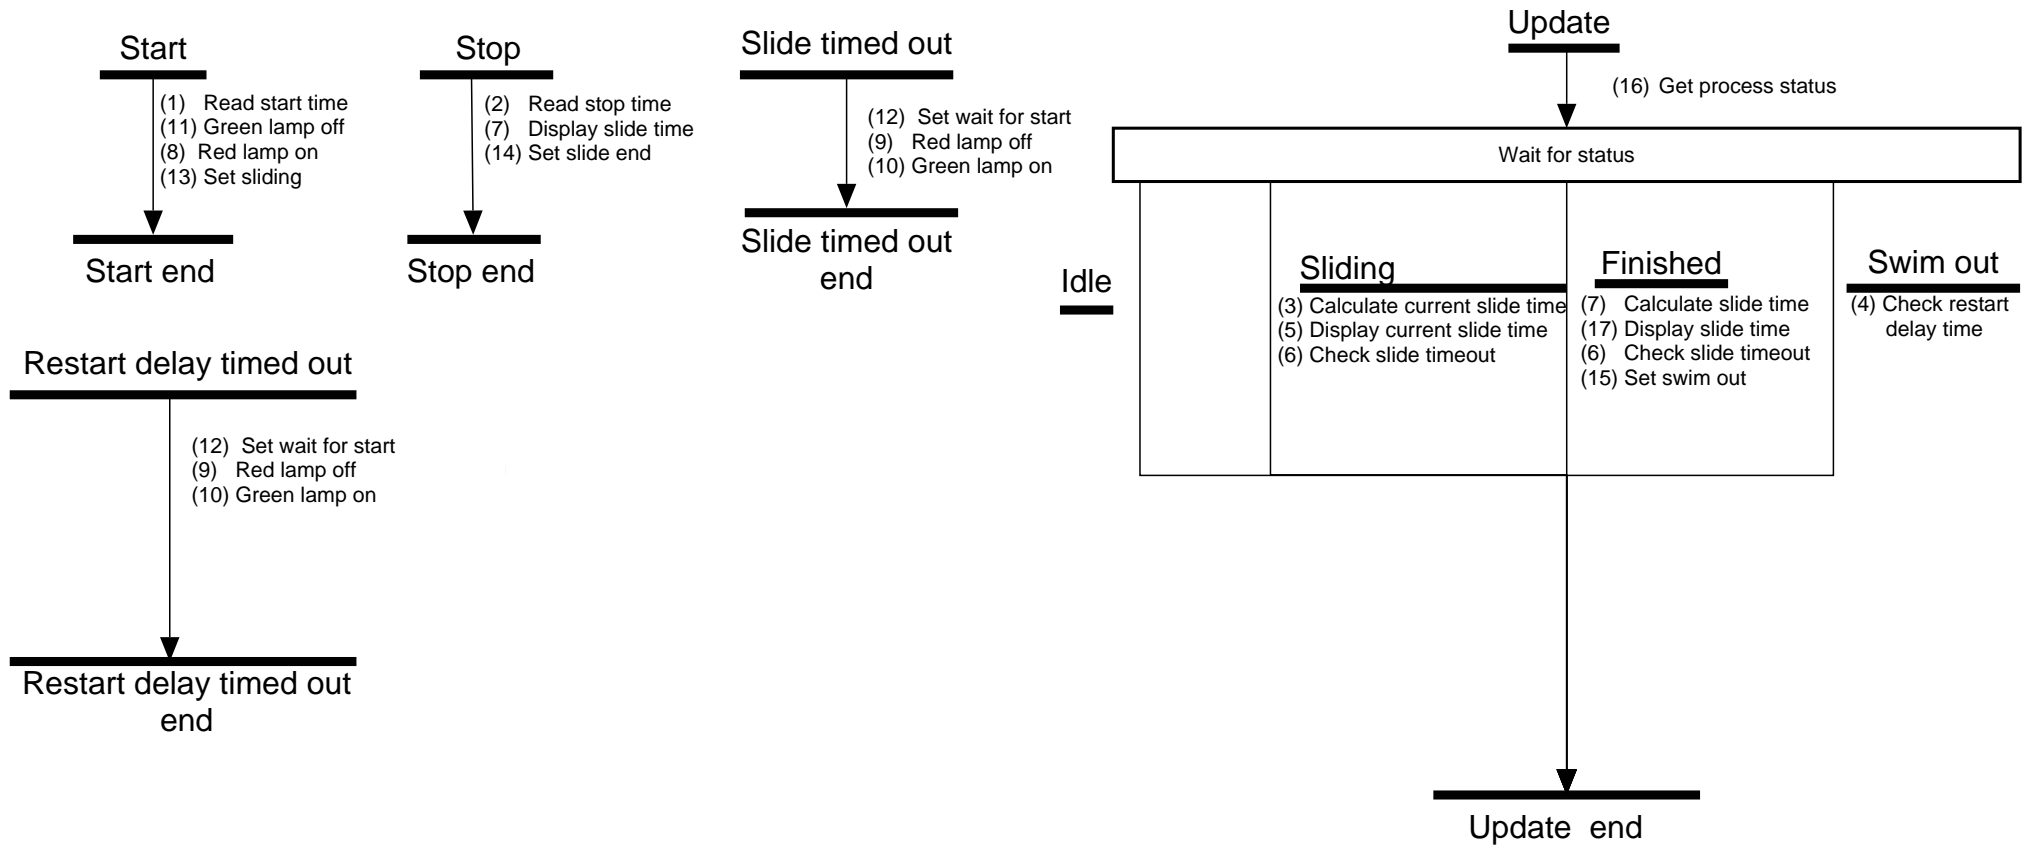 Start
(1) Read start time
(11) Green lamp off
(8) Red lamp on
(13) Set sliding
Start end
Stop
(2) Read stop time
(7) Display slide time
(14) Set slide end
Stop end
Slide timed out
(12) Set wait for start
(9) Red lamp off
(10) Green lamp on
Slide timed out
end
Restart delay timed out
(12) Set wait for start
(9) Red lamp off
(10) Green lamp on
Restart delay timed out
end
Update
(16) Get process status
Wait for status
Idle
Sliding
(3) Calculate current slide time
(5) Display current slide time
(6) Check slide timeout
Finished
(7) Calculate slide time
(17) Display slide time
(6) Check slide timeout
(15) Set swim out
Swim out
(4) Check restart
delay time
Update end